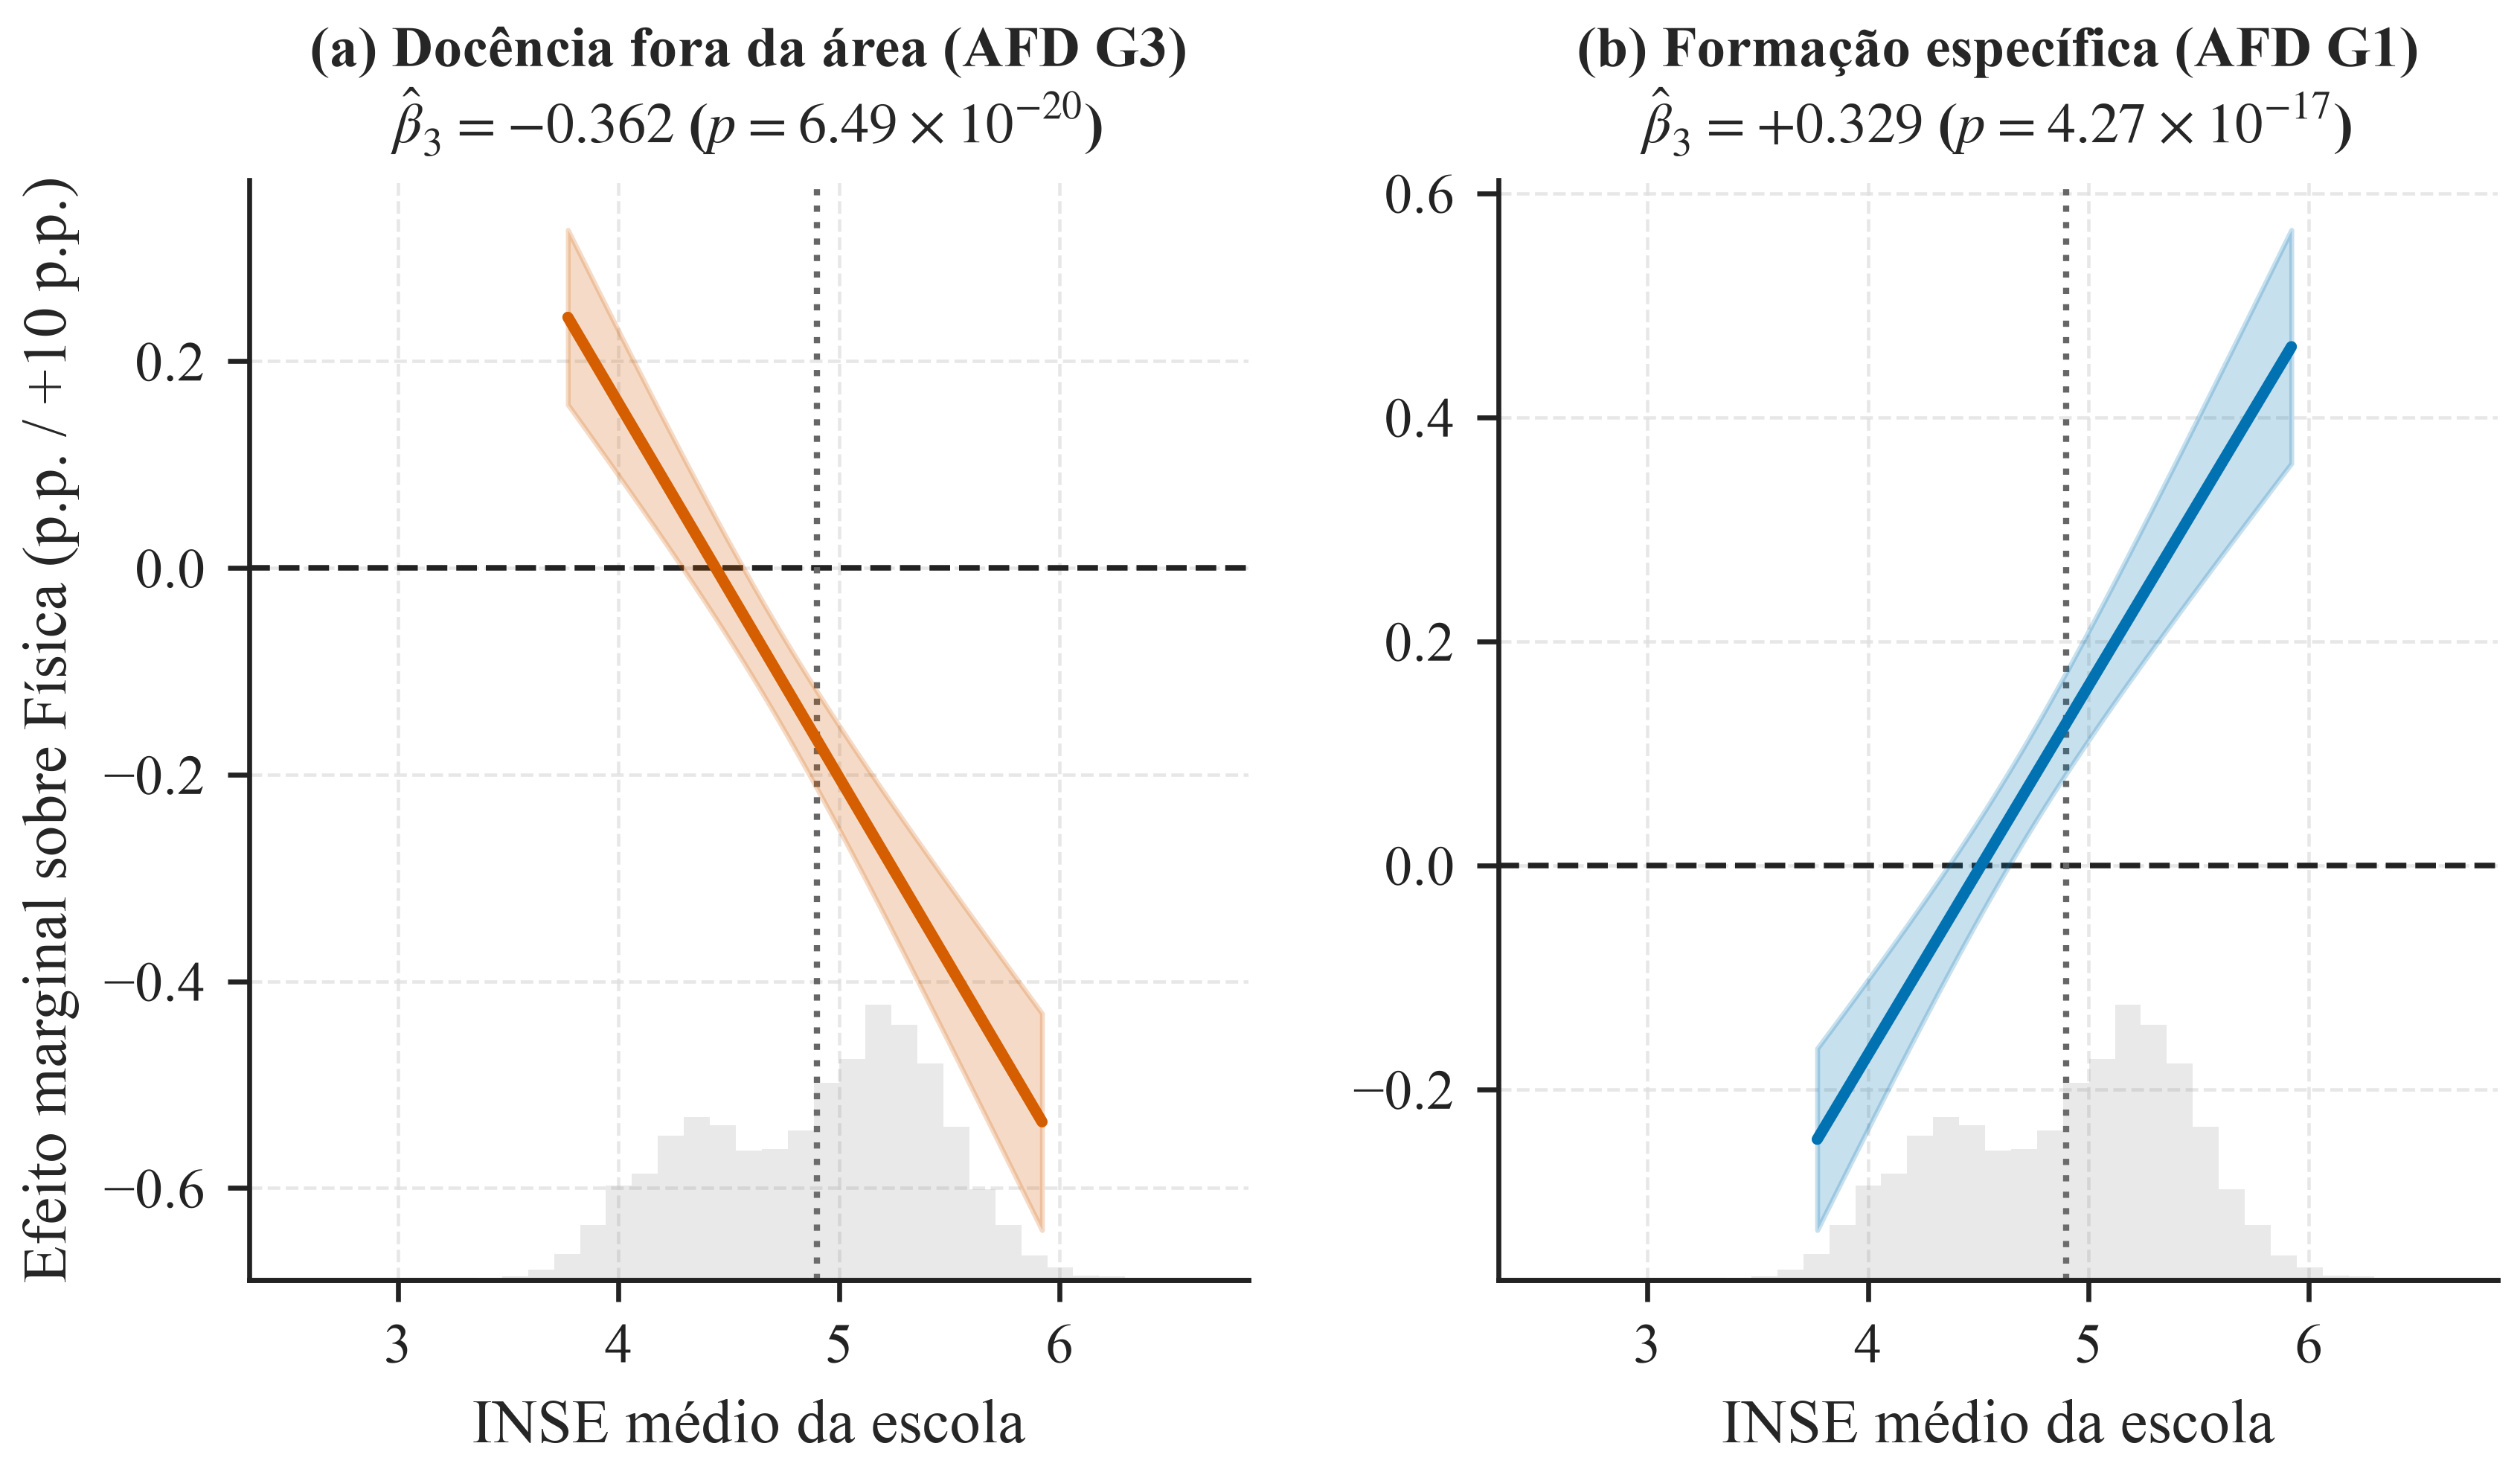 (a) Docência fora da área (AFD G3)
β̂₃ = −0.362 (p = 6.49 × 10⁻²⁰)
Efeito marginal sobre Física (p.p. / +10 p.p.)
0.2
0.0
−0.2
−0.4
−0.6
3 4 5 6
INSE médio da escola
(b) Formação específica (AFD G1)
β̂₃ = +0.329 (p = 4.27 × 10⁻¹⁷)
0.6
0.4
0.2
0.0
−0.2
3 4 5 6
INSE médio da escola